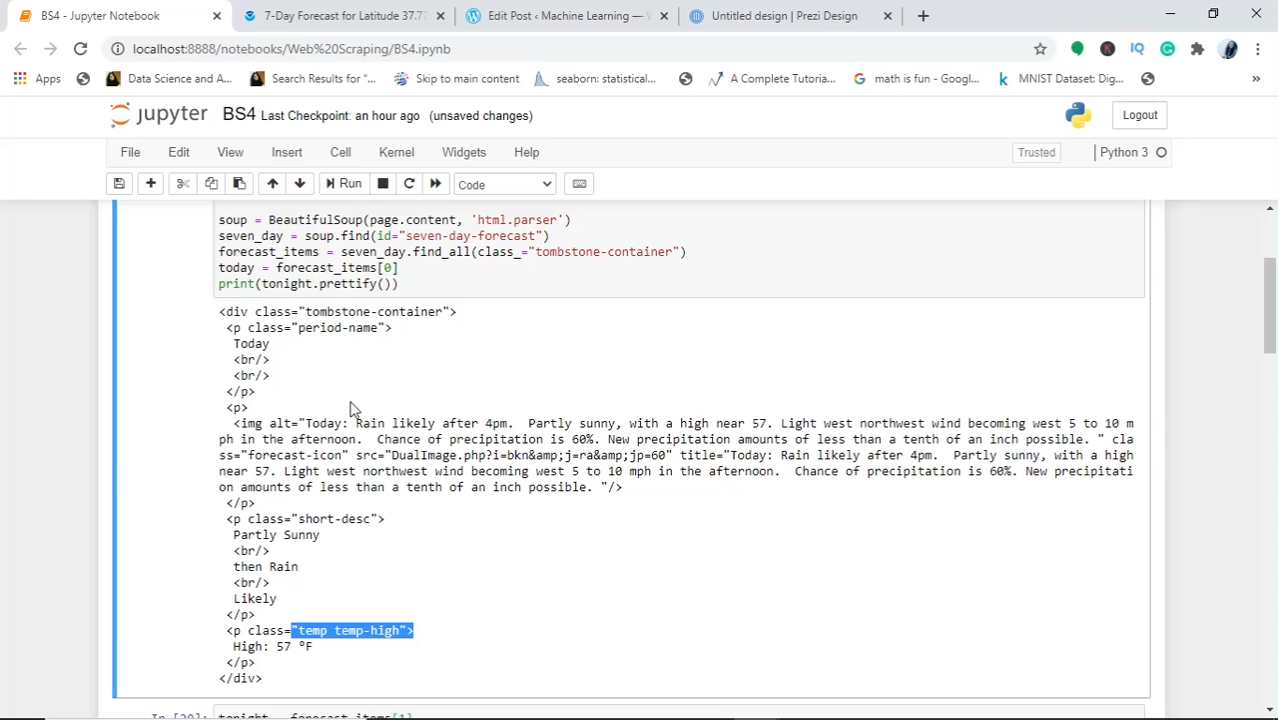 BS4 - Jupyter Notebook
7-Day Forecast for Latitude 37.77
Edit Post ‹ Machine Learning —
Untitled design | Prezi Design
localhost:8888/notebooks/Web%20Scraping/BS4.ipynb
Apps
Data Science and A...
Search Results for "...
Skip to main content
seaborn: statistical...
A Complete Tutoria...
math is fun - Googl...
MNIST Dataset: Dig...
»
jupyter BS4 Last Checkpoint: an hour ago (unsaved changes)
Logout
File Edit View Insert Cell Kernel Widgets Help
Trusted
Python 3
Run
Code
soup = BeautifulSoup(page.content, 'html.parser')
seven_day = soup.find(id="seven-day-forecast")
forecast_items = seven_day.find_all(class_="tombstone-container")
today = forecast_items[0]
print(tonight.prettify())
<div class="tombstone-container">
<p class="period-name">
Today
<br/>
<br/>
</p>
<p>
<img alt="Today: Rain likely after 4pm.  Partly sunny, with a high near 57. Light west northwest wind becoming west 5 to 10 m
ph in the afternoon.  Chance of precipitation is 60%. New precipitation amounts of less than a tenth of an inch possible. " cla
ss="forecast-icon" src="DualImage.php?i=bkn&amp;j=ra&amp;jp=60" title="Today: Rain likely after 4pm.  Partly sunny, with a high
near 57. Light west northwest wind becoming west 5 to 10 mph in the afternoon.  Chance of precipitation is 60%. New precipitati
on amounts of less than a tenth of an inch possible. "/>
</p>
<p class="short-desc">
Partly Sunny
<br/>
then Rain
<br/>
Likely
</p>
<p class="temp temp-high">
High: 57 °F
</p>
</div>
In [20]: tonight = forecast_items[1]